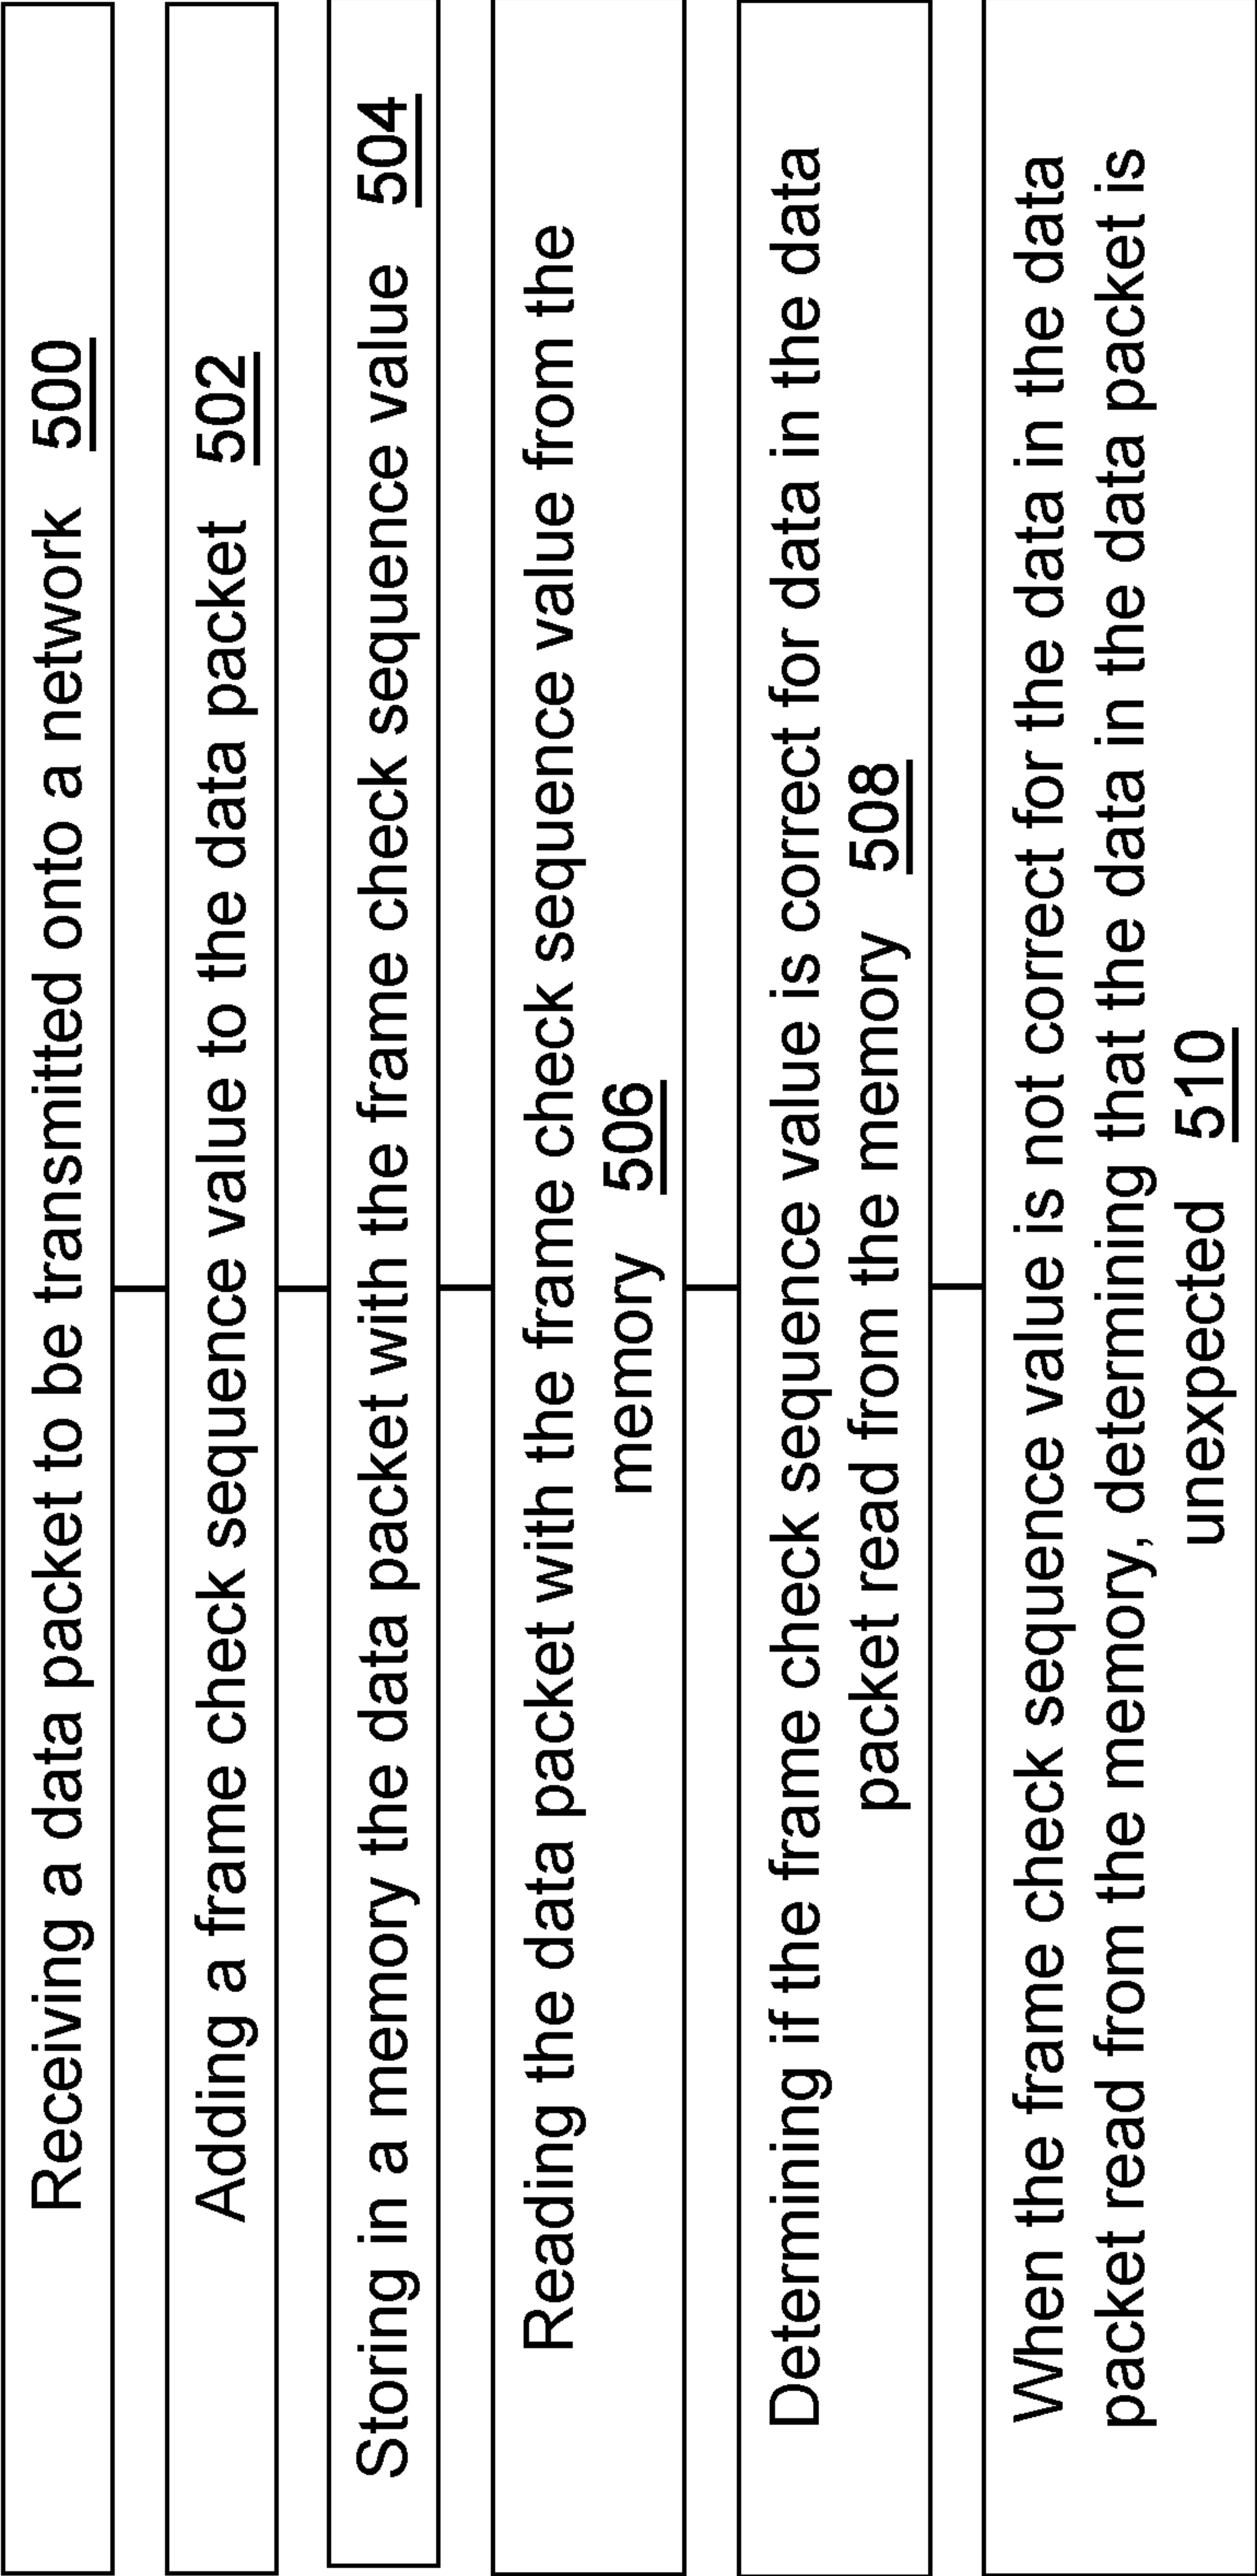 Receiving a data packet to be transmitted onto a network 500
Adding a frame check sequence value to the data packet 502
Storing in a memory the data packet with the frame check sequence value 504
Reading the data packet with the frame check sequence value from the
memory 506
Determining if the frame check sequence value is correct for data in the data
packet read from the memory 508
When the frame check sequence value is not correct for the data in the data
packet read from the memory, determining that the data in the data packet is
unexpected 510